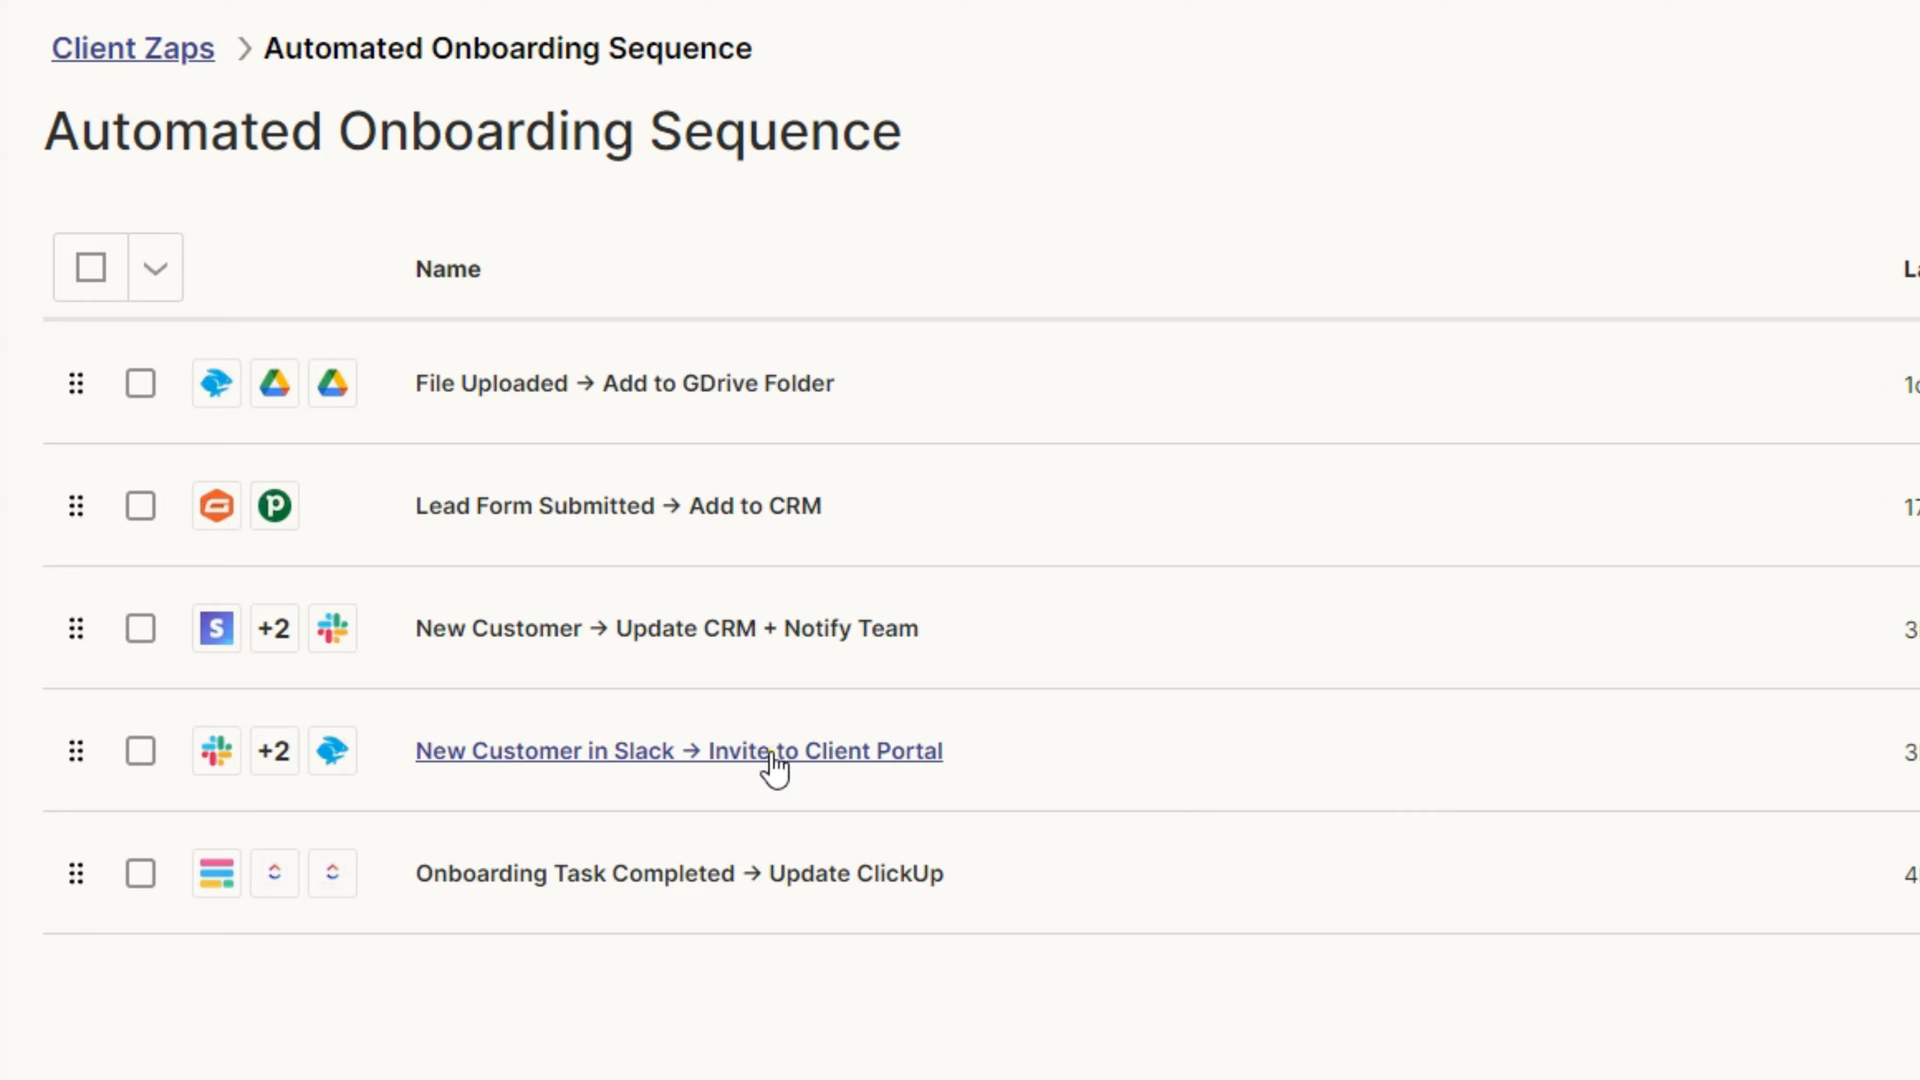 Client Zaps > Automated Onboarding Sequence
Automated Onboarding Sequence
Name
File Uploaded → Add to GDrive Folder
Lead Form Submitted → Add to CRM
S +2 New Customer → Update CRM + Notify Team
+2 New Customer in Slack → Invite to Client Portal
Onboarding Task Completed → Update ClickUp